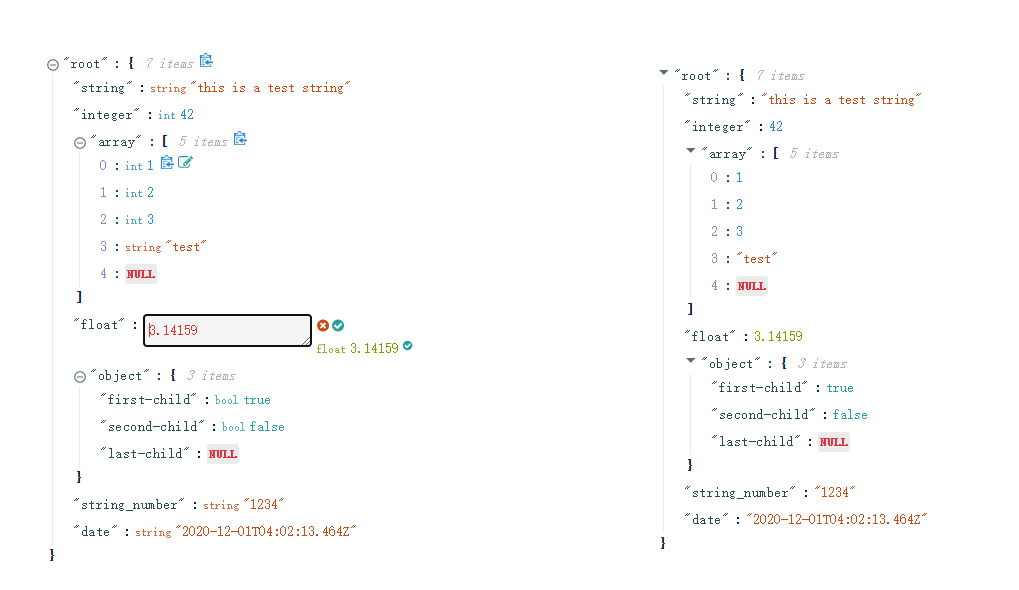 "root" : { 7 items
"string" : string "this is a test string"
"integer" : int 42
"array" : [ 5 items
0 : int 1
1 : int 2
2 : int 3
3 : string "test"
4 : NULL
]
"float" : 3.14159
float 3.14159
"object" : { 3 items
"first-child" : bool true
"second-child" : bool false
"last-child" : NULL
}
"string_number" : string "1234"
"date" : string "2020-12-01T04:02:13.464Z"
}
"root" : { 7 items
"string" : "this is a test string"
"integer" : 42
"array" : [ 5 items
0 : 1
1 : 2
2 : 3
3 : "test"
4 : NULL
]
"float" : 3.14159
"object" : { 3 items
"first-child" : true
"second-child" : false
"last-child" : NULL
}
"string_number" : "1234"
"date" : "2020-12-01T04:02:13.464Z"
}